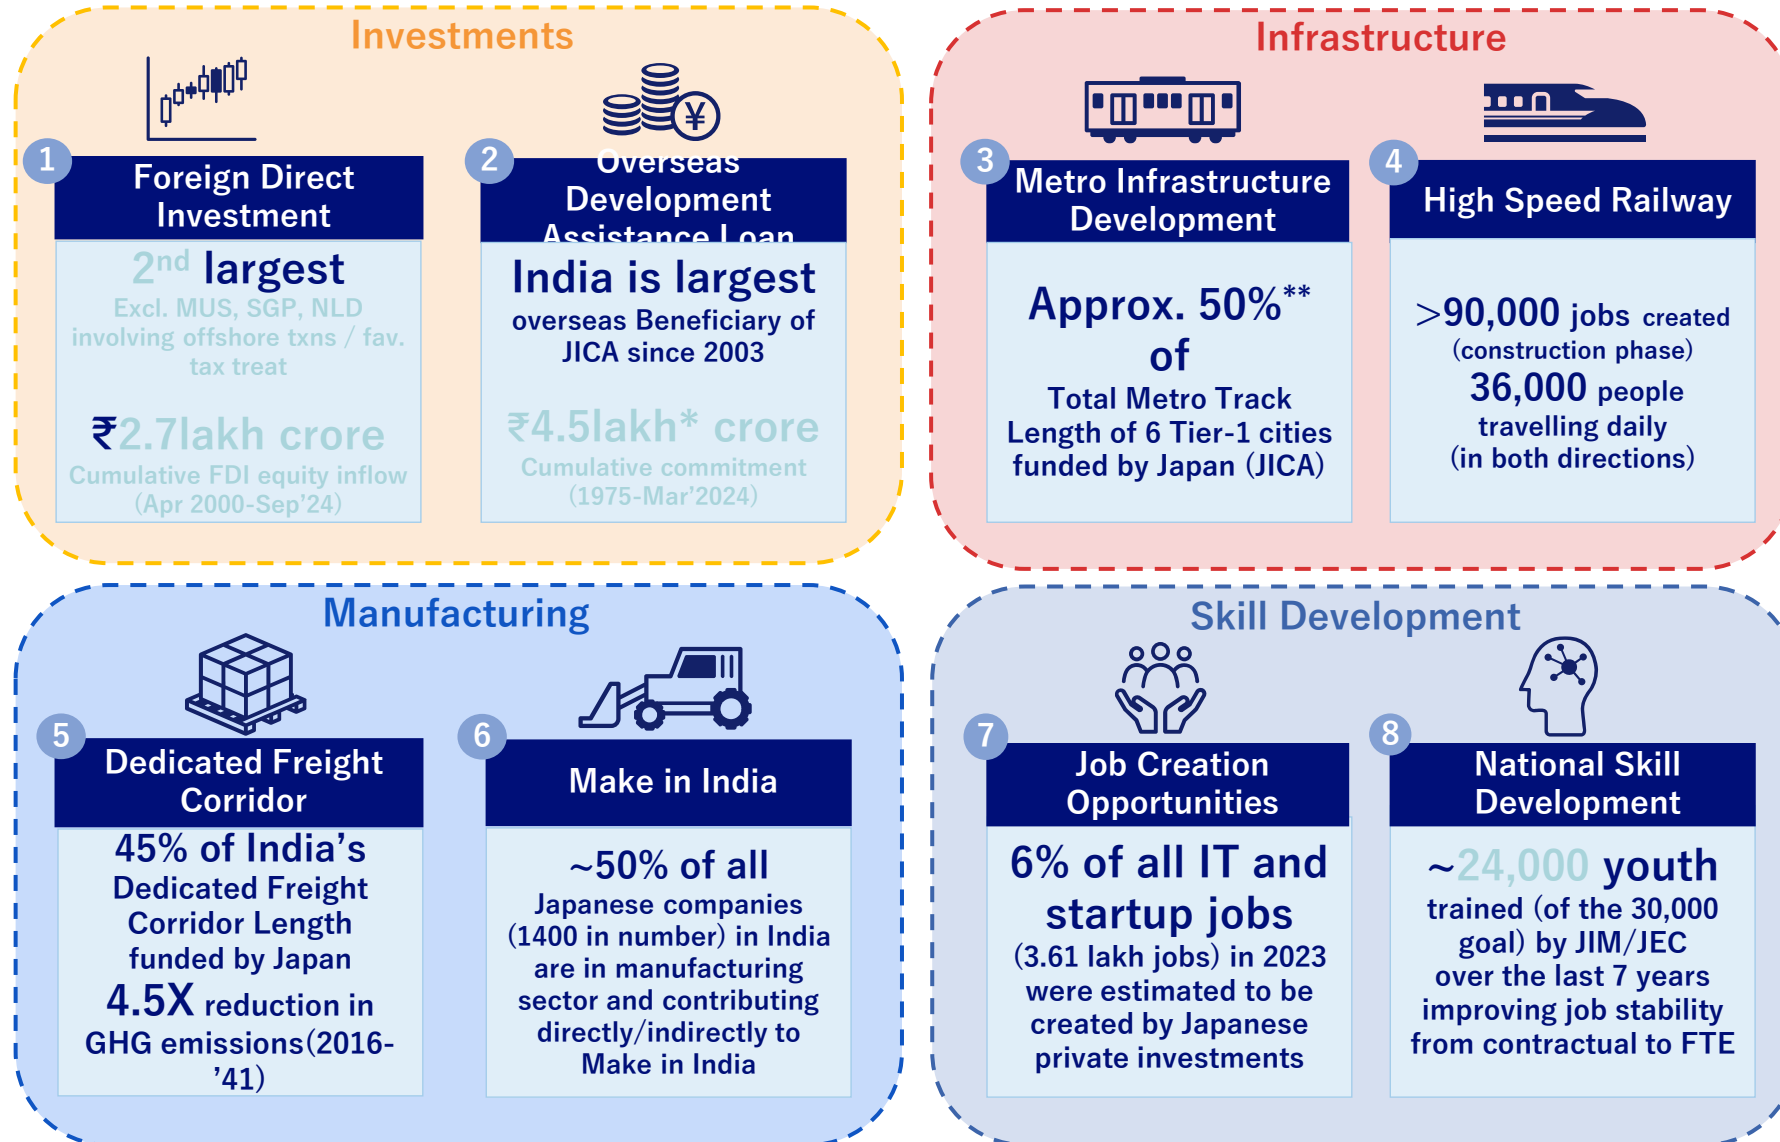 Investments
1
Foreign Direct
Investment
2nd largest
Excl. MUS, SGP, NLD
involving offshore txns / fav.
tax treat
₹2.7lakh crore
Cumulative FDI equity inflow
(Apr 2000-Sep'24)
¥
2
Overseas
Development
Assistance Loan
India is largest
overseas Beneficiary of
JICA since 2003
₹4.5lakh* crore
Cumulative commitment
(1975-Mar'2024)
Infrastructure
3
Metro Infrastructure
Development
Approx. 50%**
of
Total Metro Track
Length of 6 Tier-1 cities
funded by Japan (JICA)
4
High Speed Railway
>90,000 jobs created
(construction phase)
36,000 people
travelling daily
(in both directions)
Manufacturing
5
Dedicated Freight
Corridor
45% of India's
Dedicated Freight
Corridor Length
funded by Japan
4.5X reduction in
GHG emissions(2016-
'41)
6
Make in India
~50% of all
Japanese companies
(1400 in number) in India
are in manufacturing
sector and contributing
directly/indirectly to
Make in India
Skill Development
7
Job Creation
Opportunities
6% of all IT and
startup jobs
(3.61 lakh jobs) in 2023
were estimated to be
created by Japanese
private investments
8
National Skill
Development
~24,000 youth
trained (of the 30,000
goal) by JIM/JEC
over the last 7 years
improving job stability
from contractual to FTE